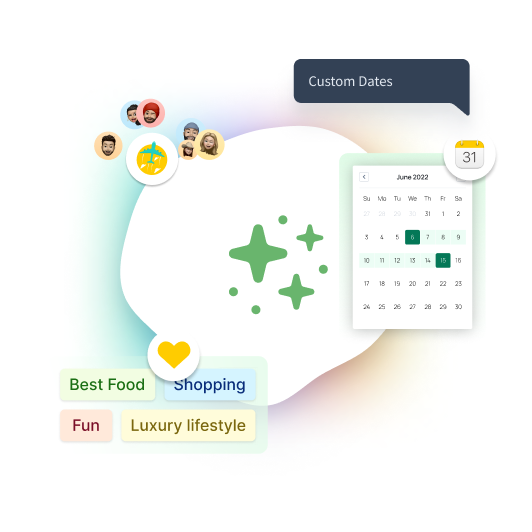 Custom Dates
31
June 2022
Su Mo Tu We Th Fr Sa
27 28 29 30 31 1 2
3 4 5 6 7 8 9
10 11 12 13 14 15 16
17 18 19 20 21 22 23
24 25 26 27 28 29 30
Best Food Shopping
Fun Luxury lifestyle